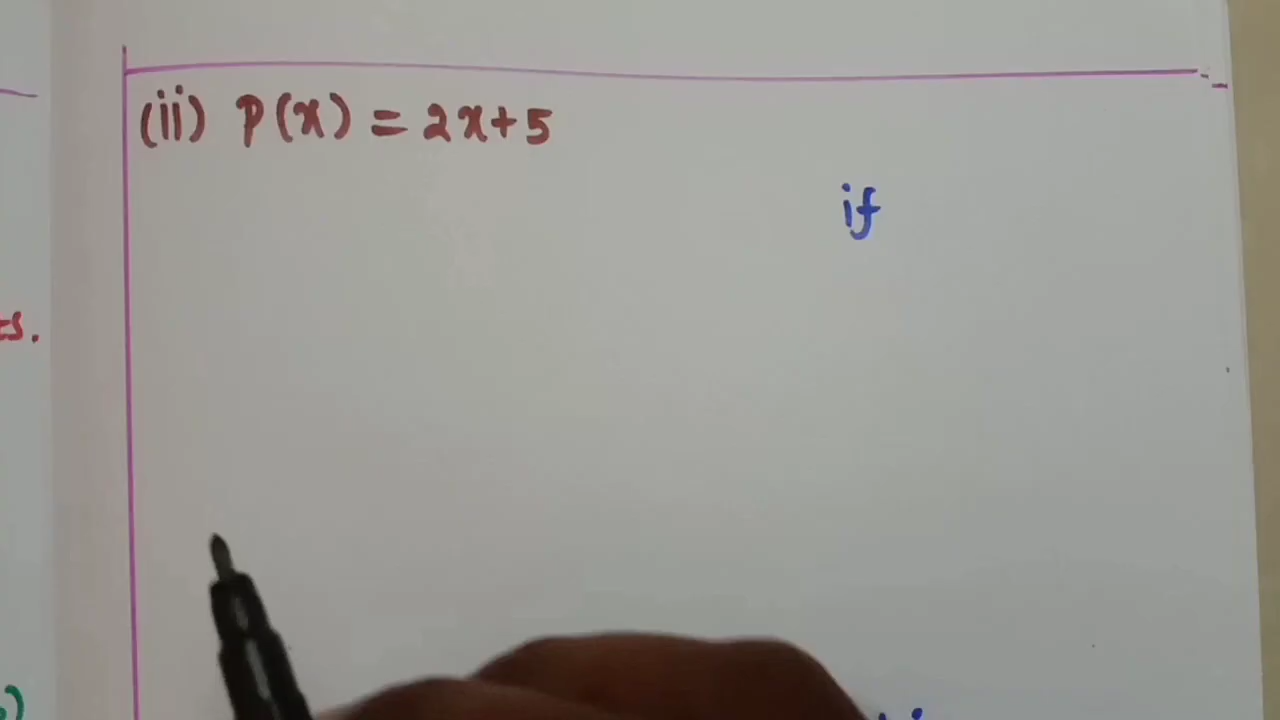 (ii) P(x) = 2x+5
if